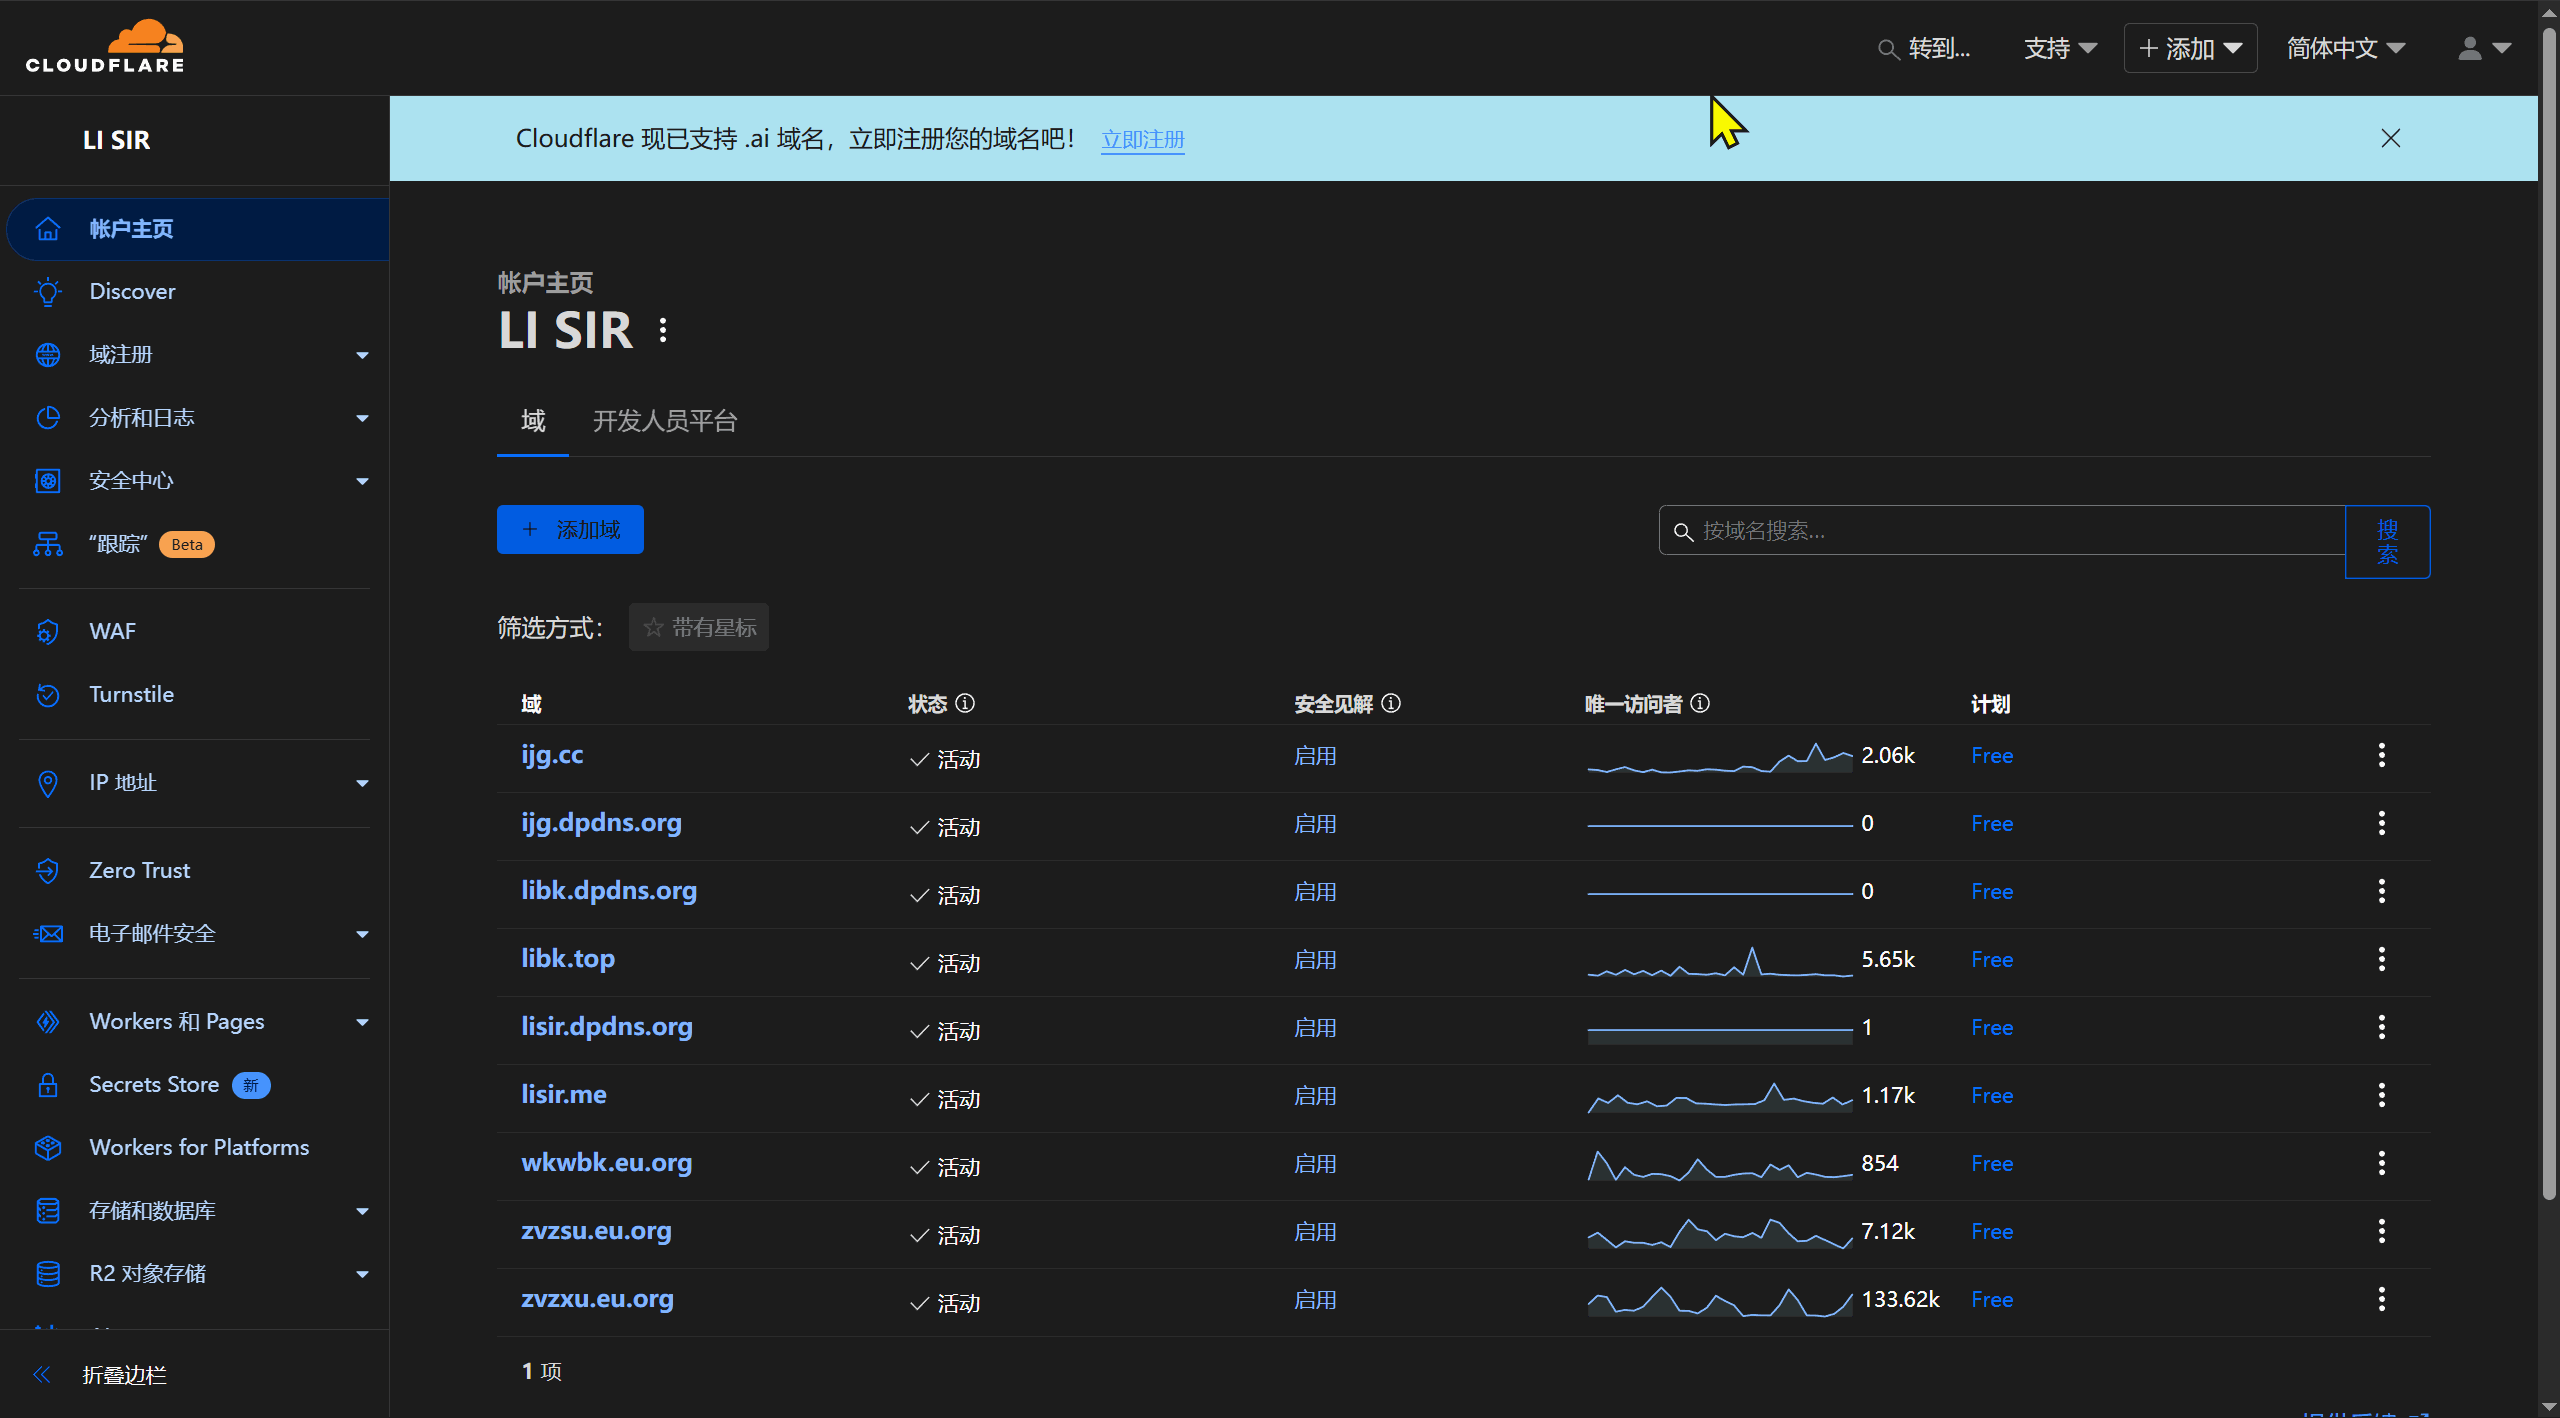 CLOUDFLARE
转到...
支持
添加
简体中文
LI SIR
Cloudflare 现已支持 .ai 域名，立即注册您的域名吧！ 立即注册
帐户主页
Discover
域注册
分析和日志
安全中心
“跟踪” Beta
WAF
Turnstile
IP 地址
Zero Trust
电子邮件安全
Workers 和 Pages
Secrets Store 新
Workers for Platforms
存储和数据库
R2 对象存储
折叠边栏
帐户主页
LI SIR
域 开发人员平台
+ 添加域
按域名搜索...
搜索
筛选方式： 带有星标
域 状态 安全见解 唯一访问者 计划
ijg.cc 活动 启用 2.06k Free
ijg.dpdns.org 活动 启用 0 Free
libk.dpdns.org 活动 启用 0 Free
libk.top 活动 启用 5.65k Free
lisir.dpdns.org 活动 启用 1 Free
lisir.me 活动 启用 1.17k Free
wkwbk.eu.org 活动 启用 854 Free
zvzsu.eu.org 活动 启用 7.12k Free
zvzxu.eu.org 活动 启用 133.62k Free
1 项